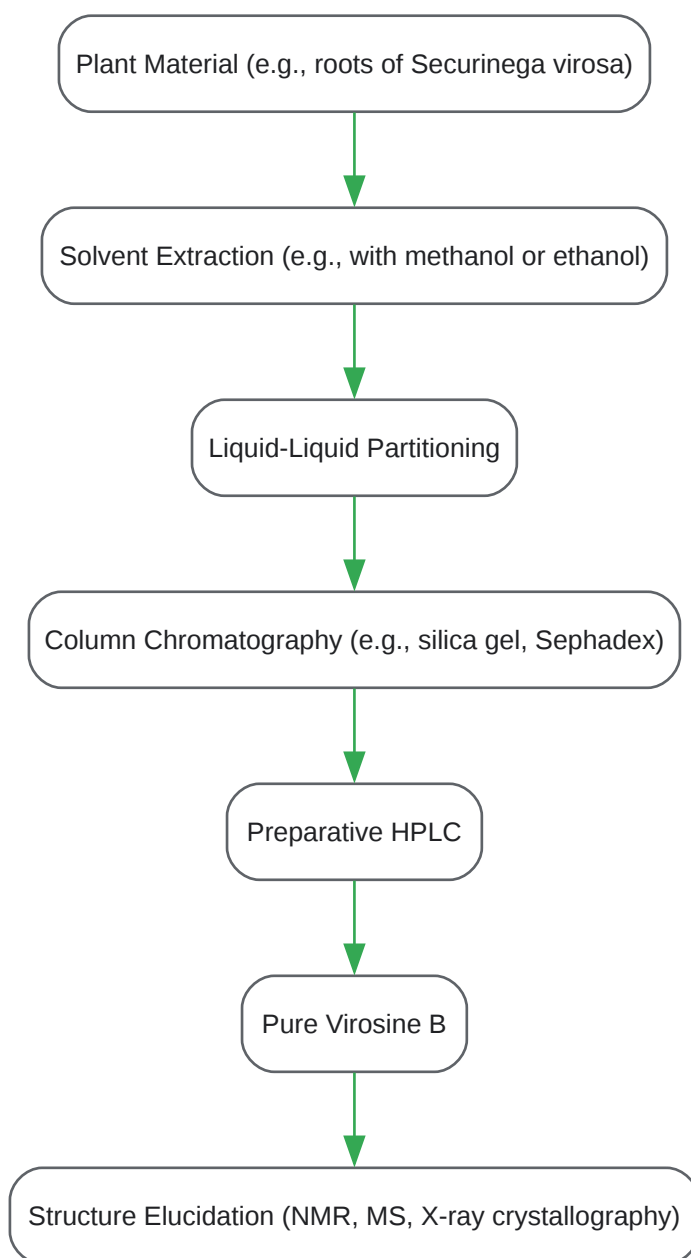 Plant Material (e.g., roots of Securinega virosa)
Solvent Extraction (e.g., with methanol or ethanol)
Liquid-Liquid Partitioning
Column Chromatography (e.g., silica gel, Sephadex)
Preparative HPLC
Pure Virosine B
Structure Elucidation (NMR, MS, X-ray crystallography)